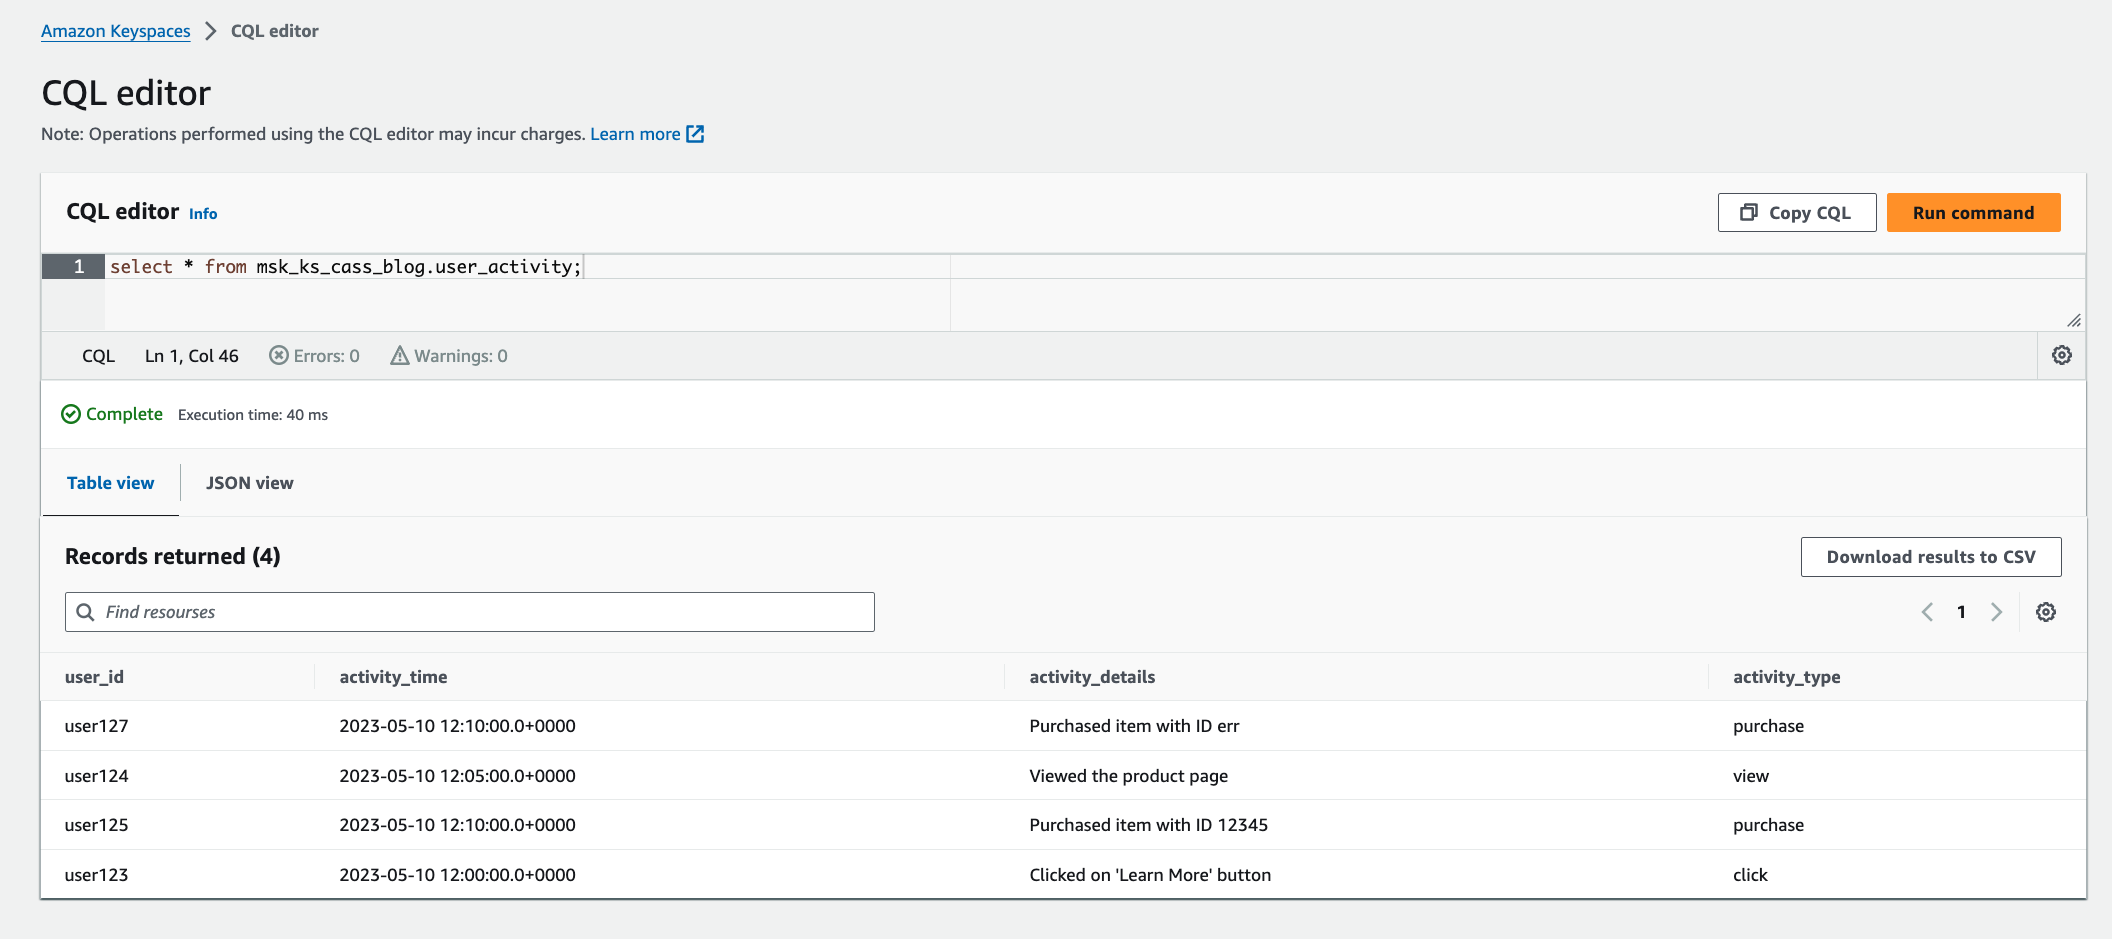 Amazon Keyspaces > CQL editor
CQL editor
Note: Operations performed using the CQL editor may incur charges. Learn more
CQL editor Info
Copy CQL
Run command
1 select * from msk_ks_cass_blog.user_activity;
CQL Ln 1, Col 46 Errors: 0 Warnings: 0
Complete Execution time: 40 ms
Table view JSON view
Records returned (4)
Download results to CSV
Find resourses
1
user_id activity_time activity_details activity_type
user127 2023-05-10 12:10:00.0+0000 Purchased item with ID err purchase
user124 2023-05-10 12:05:00.0+0000 Viewed the product page view
user125 2023-05-10 12:10:00.0+0000 Purchased item with ID 12345 purchase
user123 2023-05-10 12:00:00.0+0000 Clicked on 'Learn More' button click